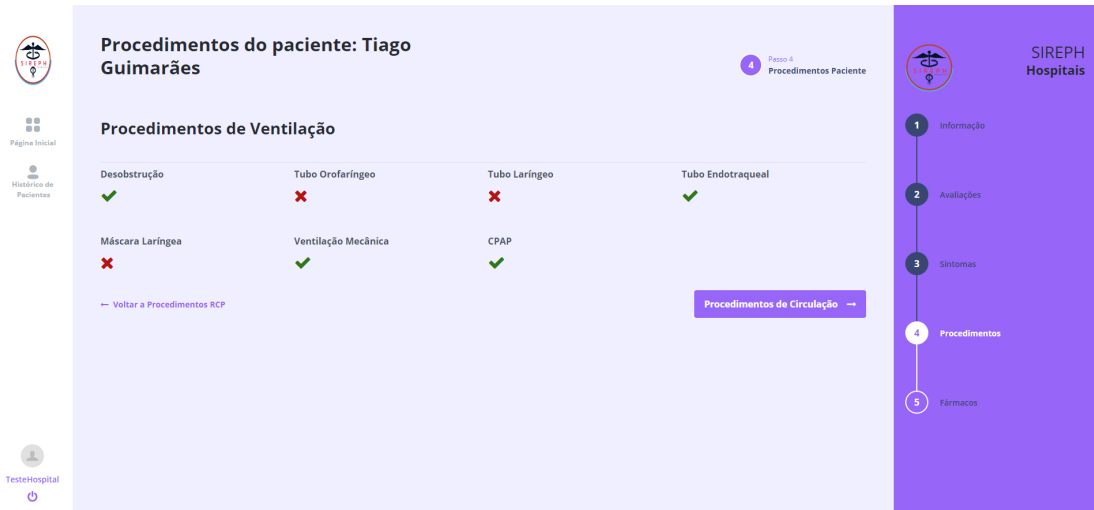 SIREPH
Página Inicial
Histórico de
Pacientes
TesteHospital
Procedimentos do paciente: Tiago
Guimarães
4
Passo 4
Procedimentos Paciente
Procedimentos de Ventilação
Desobstrução
Tubo Orofaríngeo
Tubo Laríngeo
Tubo Endotraqueal
Máscara Laríngea
Ventilação Mecânica
CPAP
← Voltar a Procedimentos RCP
Procedimentos de Circulação →
SIREPH
SIREPH
Hospitais
1 Informação
2 Avaliações
3 Sintomas
4 Procedimentos
5 Fármacos